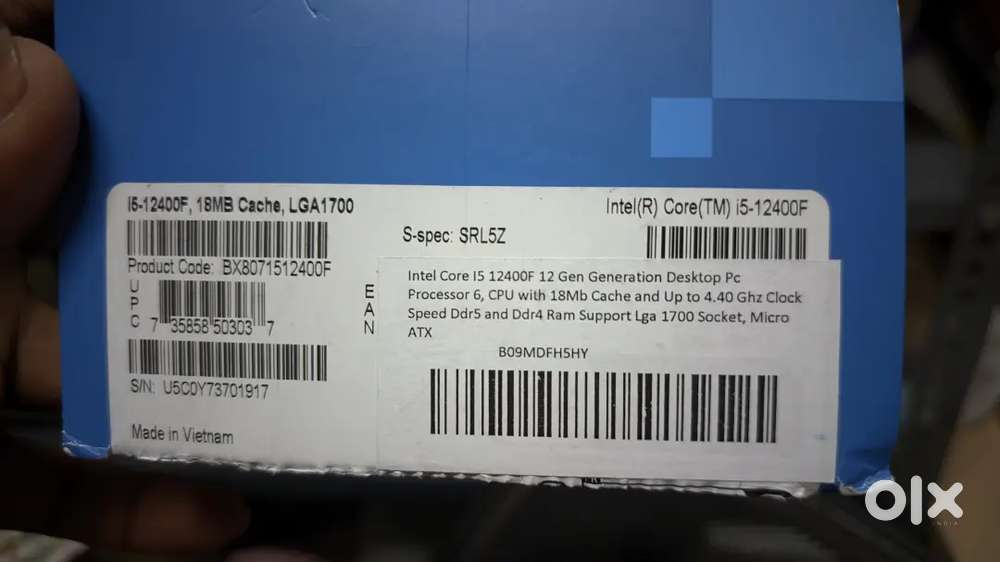 I5-12400F, 18MB Cache, LGA1700
Intel(R) Core(TM) i5-12400F
S-spec: SRL5Z
Product Code: BX8071512400F
UPC
7 35858 50303 7
EAN
S/N: U5C0Y73701917
Made in Vietnam
Intel Core I5 12400F 12 Gen Generation Desktop Pc
Processor 6, CPU with 18Mb Cache and Up to 4.40 Ghz Clock
Speed Ddr5 and Ddr4 Ram Support Lga 1700 Socket, Micro
ATX
B09MDFH5HY
olx
INDIA